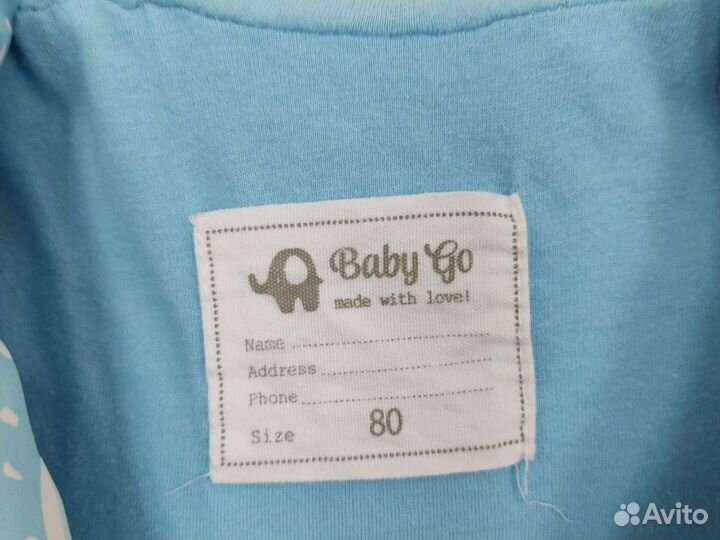 Baby Go
made with love!
Name
Address
Phone
Size 80
Avito